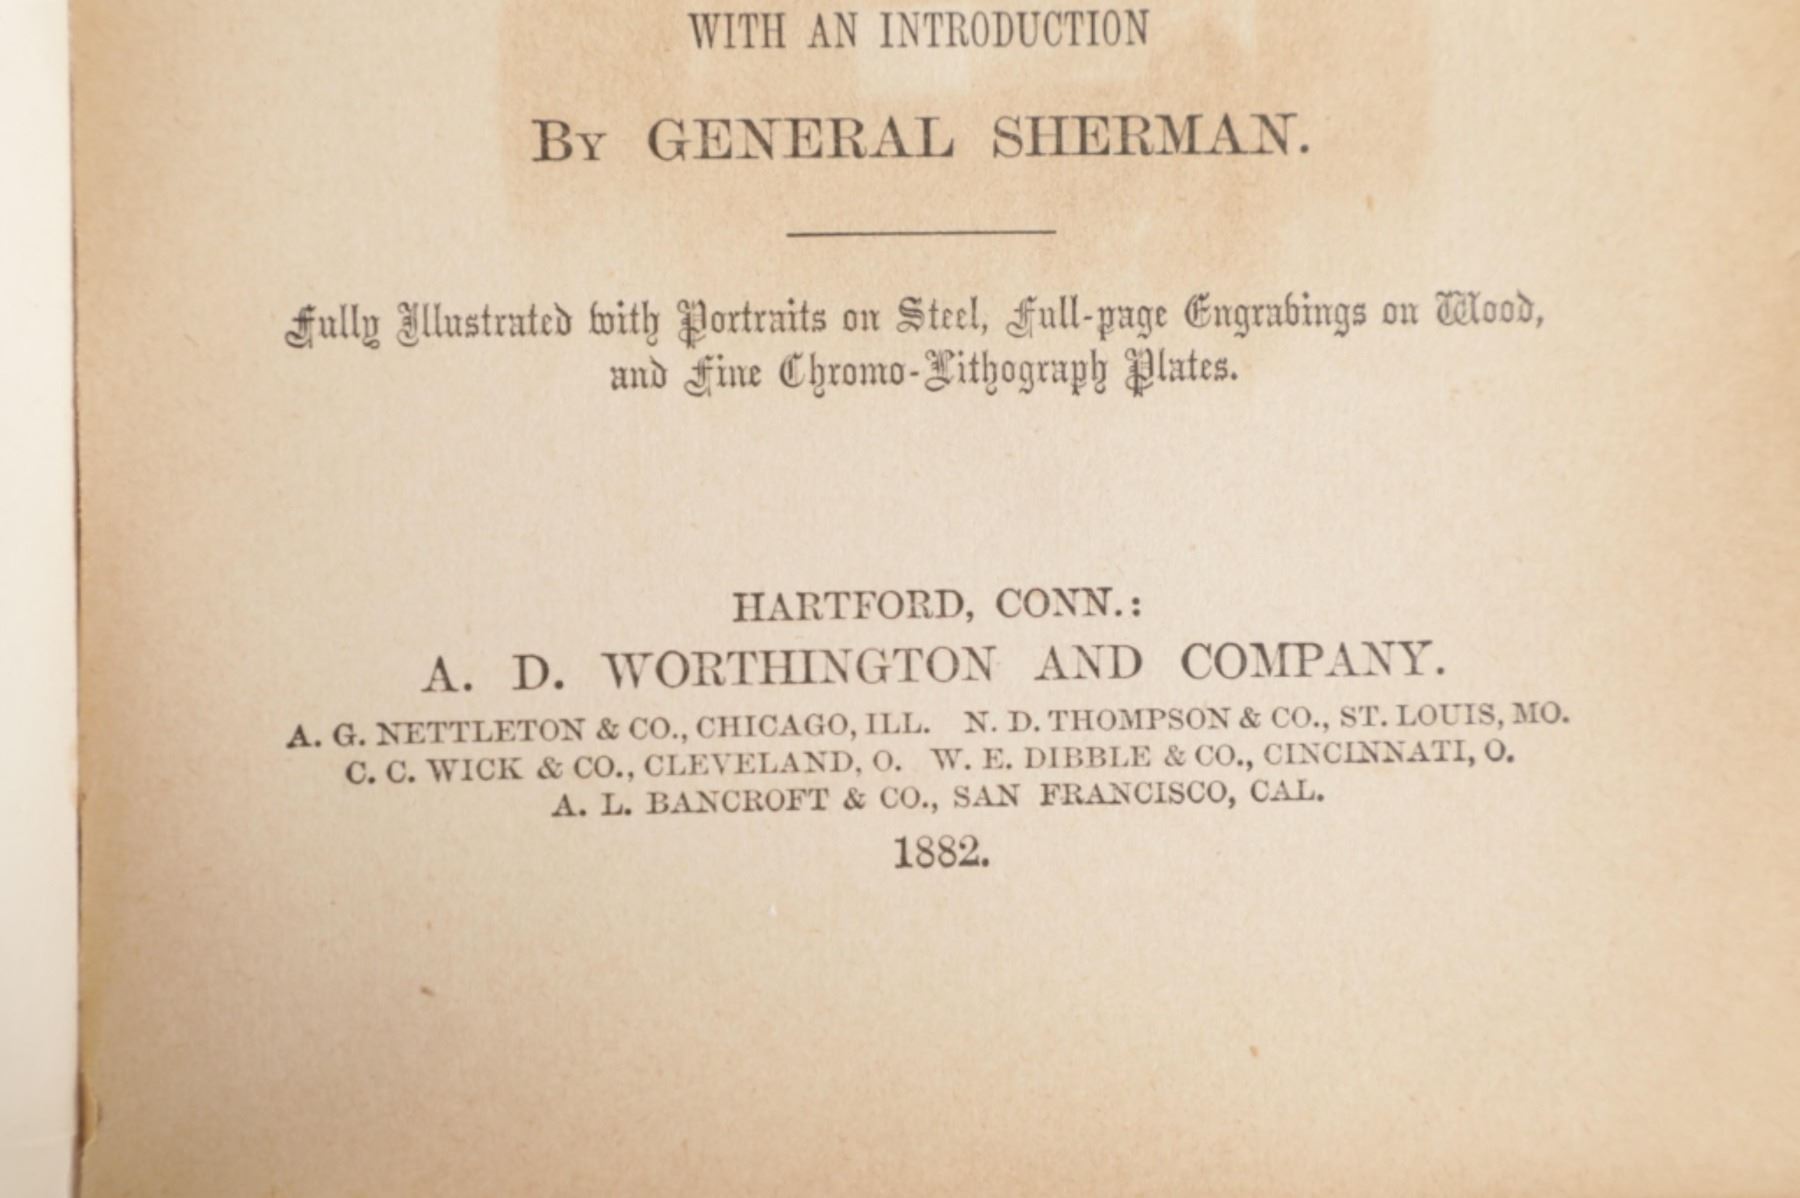 WITH AN INTRODUCTION
BY GENERAL SHERMAN.
Fully Illustrated with Portraits on Steel, Full-page Engravings on Wood,
and Fine Chromo-Lithograph Plates.
HARTFORD, CONN.:
A. D. WORTHINGTON AND COMPANY.
A. G. NETTLETON & CO., CHICAGO, ILL. N. D. THOMPSON & CO., ST. LOUIS, MO.
C. C. WICK & CO., CLEVELAND, O. W. E. DIBBLE & CO., CINCINNATI, O.
A. L. BANCROFT & CO., SAN FRANCISCO, CAL.
1882.